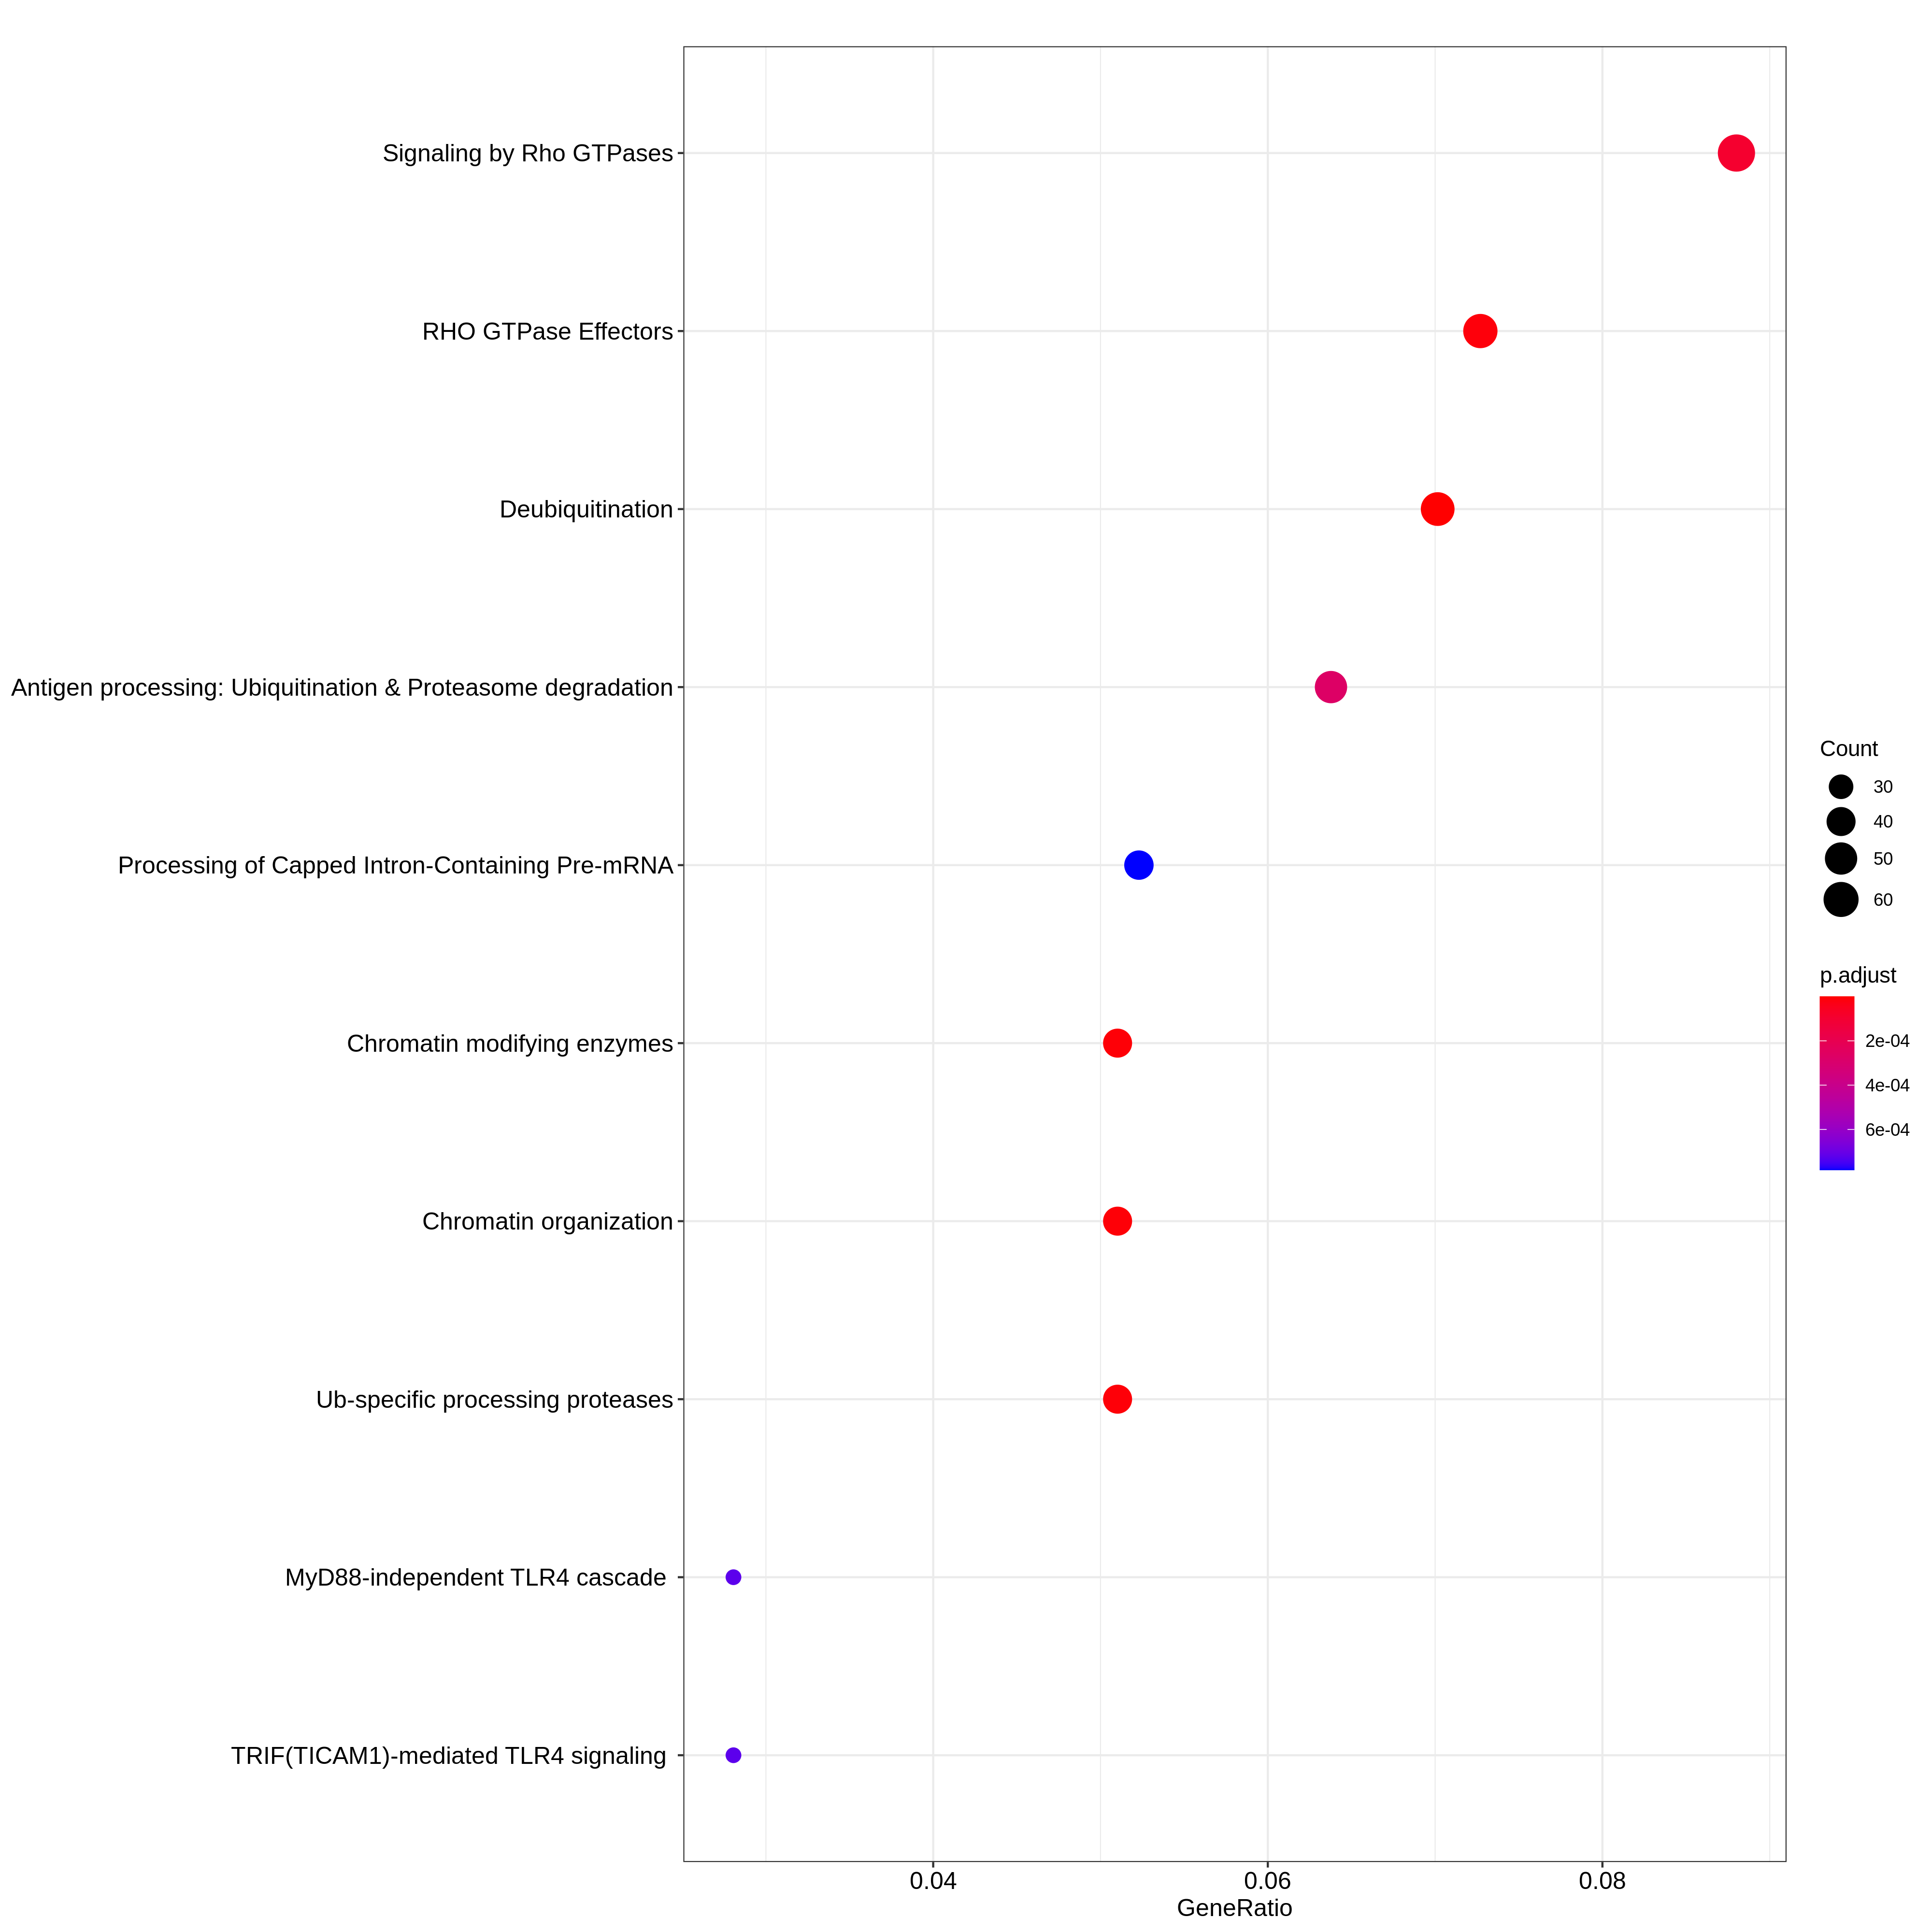 Signaling by Rho GTPases
RHO GTPase Effectors
Deubiquitination
Antigen processing: Ubiquitination & Proteasome degradation
Processing of Capped Intron-Containing Pre-mRNA
Chromatin modifying enzymes
Chromatin organization
Ub-specific processing proteases
MyD88-independent TLR4 cascade
TRIF(TICAM1)-mediated TLR4 signaling
0.04
0.06
0.08
GeneRatio
Count
30
40
50
60
p.adjust
2e-04
4e-04
6e-04